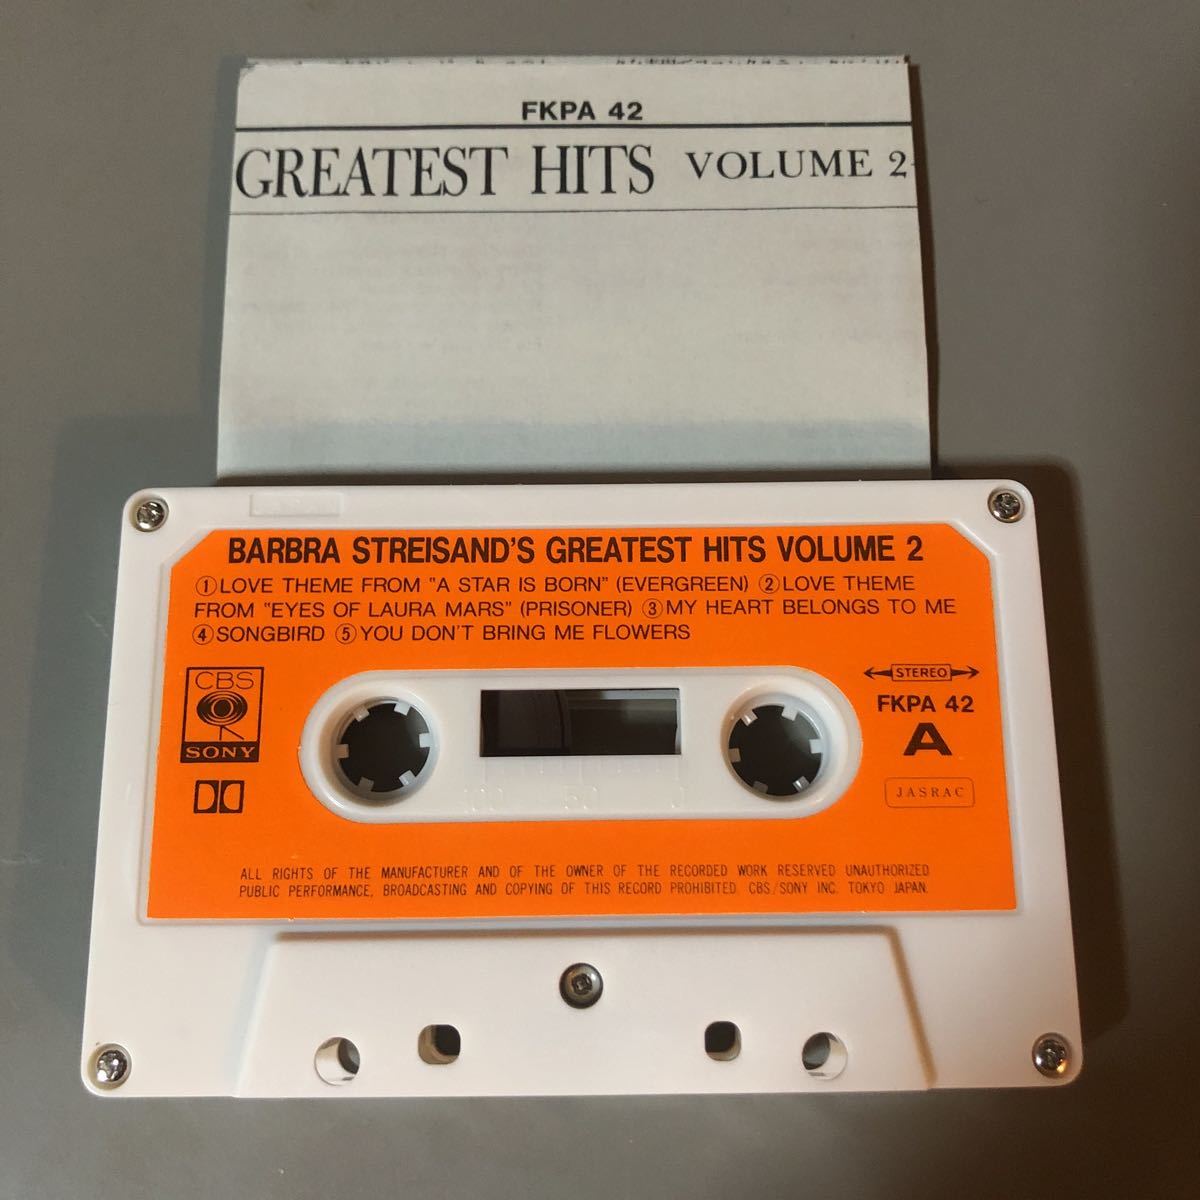 FKPA 42
GREATEST HITS VOLUME 2
BARBRA STREISAND'S GREATEST HITS VOLUME 2
①LOVE THEME FROM "A STAR IS BORN" (EVERGREEN) ②LOVE THEME
FROM "EYES OF LAURA MARS" (PRISONER) ③MY HEART BELONGS TO ME
④SONGBIRD ⑤YOU DON'T BRING ME FLOWERS
CBS
SONY
STEREO
FKPA 42
A
JASRAC
100 50 0
ALL RIGHTS OF THE MANUFACTURER AND OF THE OWNER OF THE RECORDED WORK RESERVED UNAUTHORIZED
PUBLIC PERFORMANCE, BROADCASTING AND COPYING OF THIS RECORD PROHIBITED. CBS/SONY INC. TOKYO JAPAN.